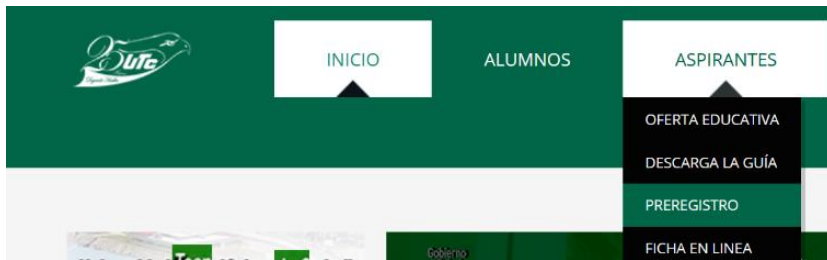 25 UTC
INICIO
ALUMNOS
ASPIRANTES
OFERTA EDUCATIVA
DESCARGA LA GUÍA
PREREGISTRO
FICHA EN LINEA
Gobierno